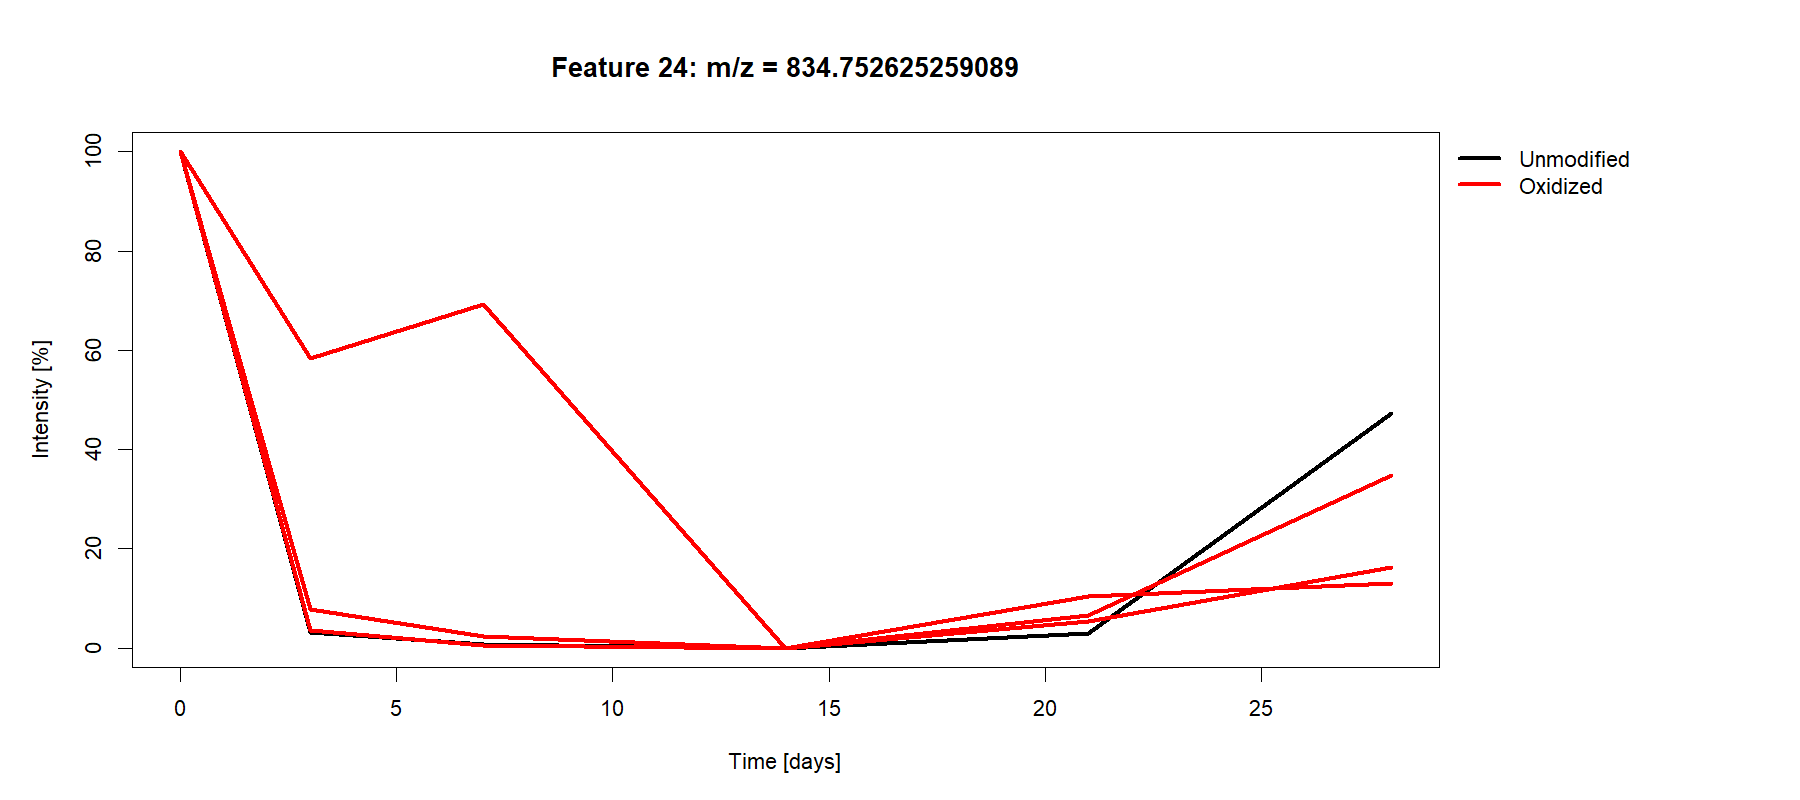 Feature 24: m/z = 834.752625259089
Unmodified
Oxidized
Intensity [%]
100
80
60
40
20
0
0 5 10 15 20 25
Time [days]